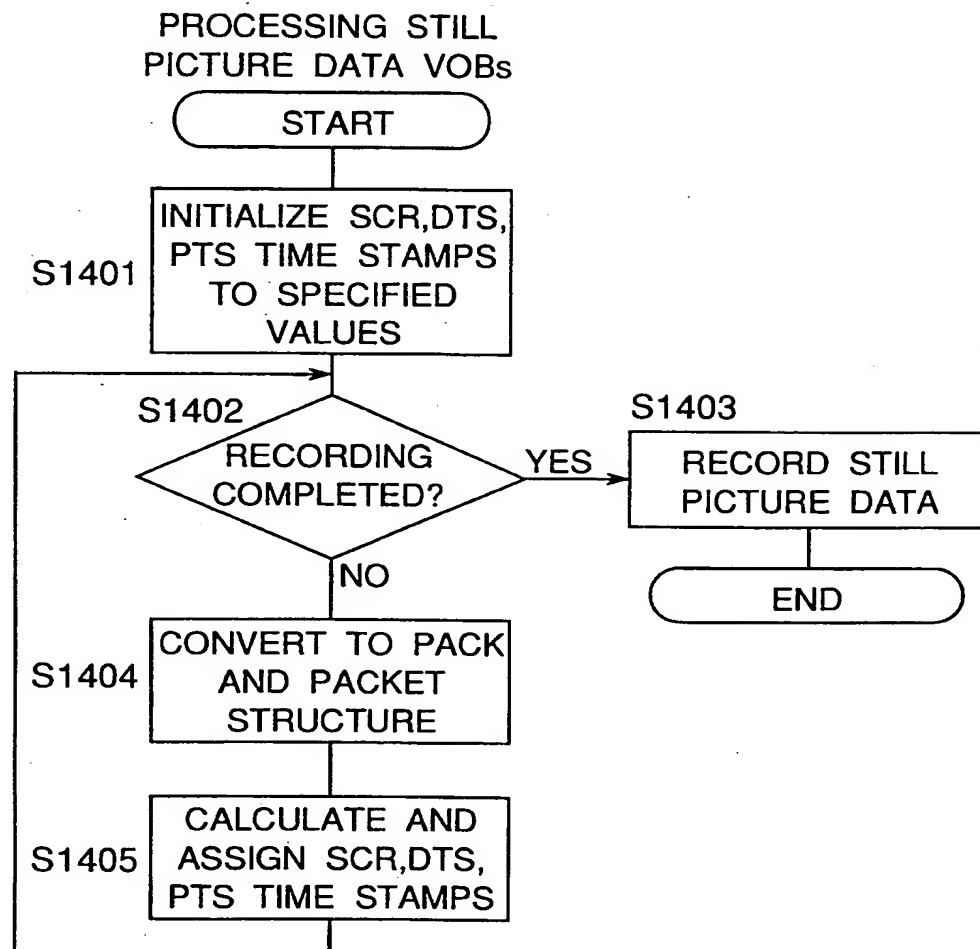 PROCESSING STILL
PICTURE DATA VOBs
START
S1401
INITIALIZE SCR,DTS,
PTS TIME STAMPS
TO SPECIFIED
VALUES
S1402
RECORDING
COMPLETED?
YES
S1403
RECORD STILL
PICTURE DATA
END
NO
S1404
CONVERT TO PACK
AND PACKET
STRUCTURE
S1405
CALCULATE AND
ASSIGN SCR,DTS,
PTS TIME STAMPS